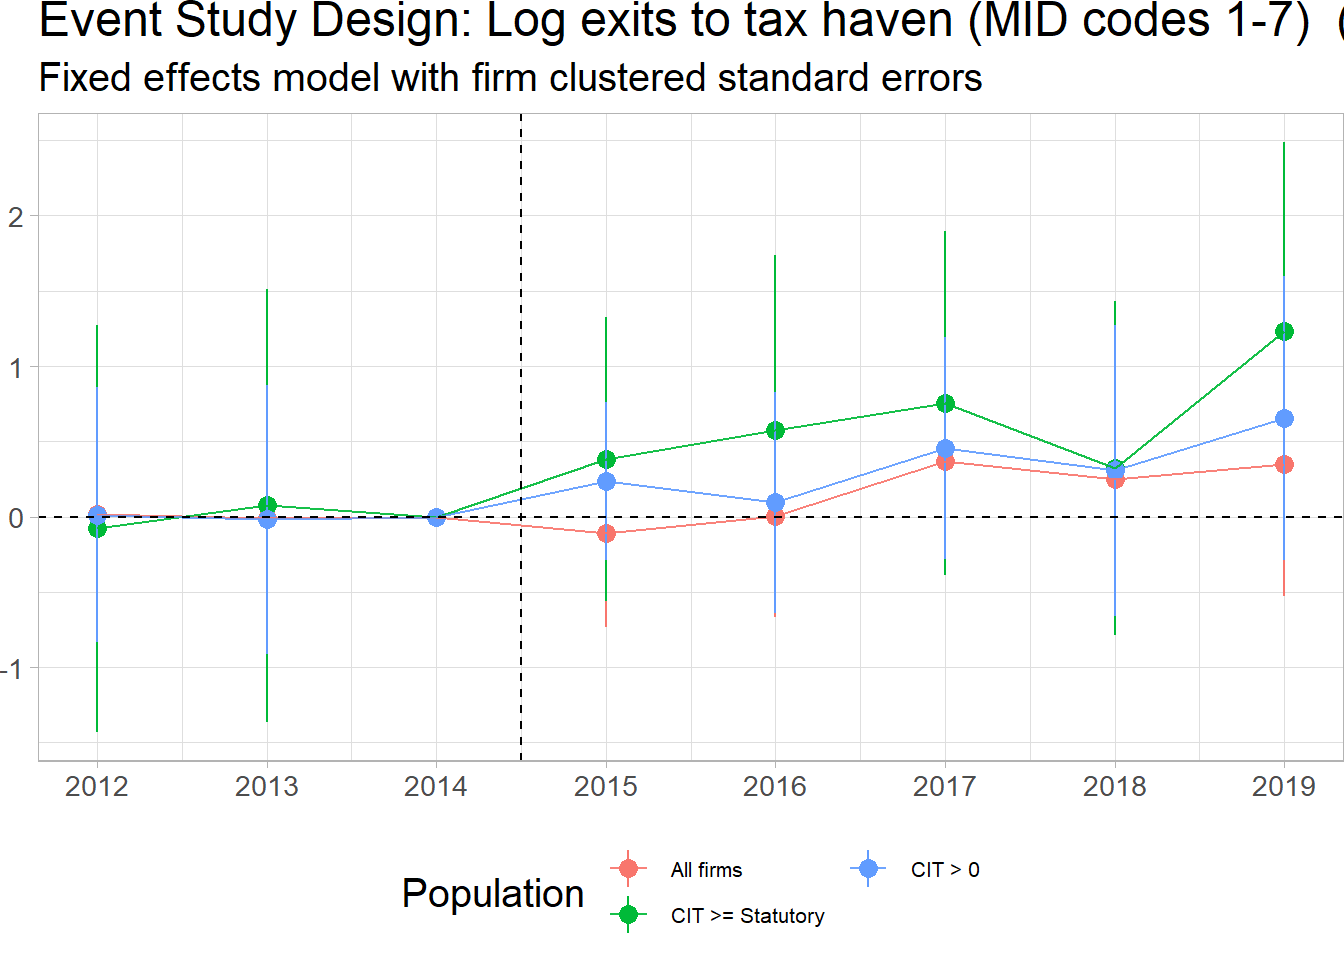 Event Study Design: Log exits to tax haven (MID codes 1-7) (
Fixed effects model with firm clustered standard errors
2
1
0
-1
2012 2013 2014 2015 2016 2017 2018 2019
Population
All firms
CIT >= Statutory
CIT > 0